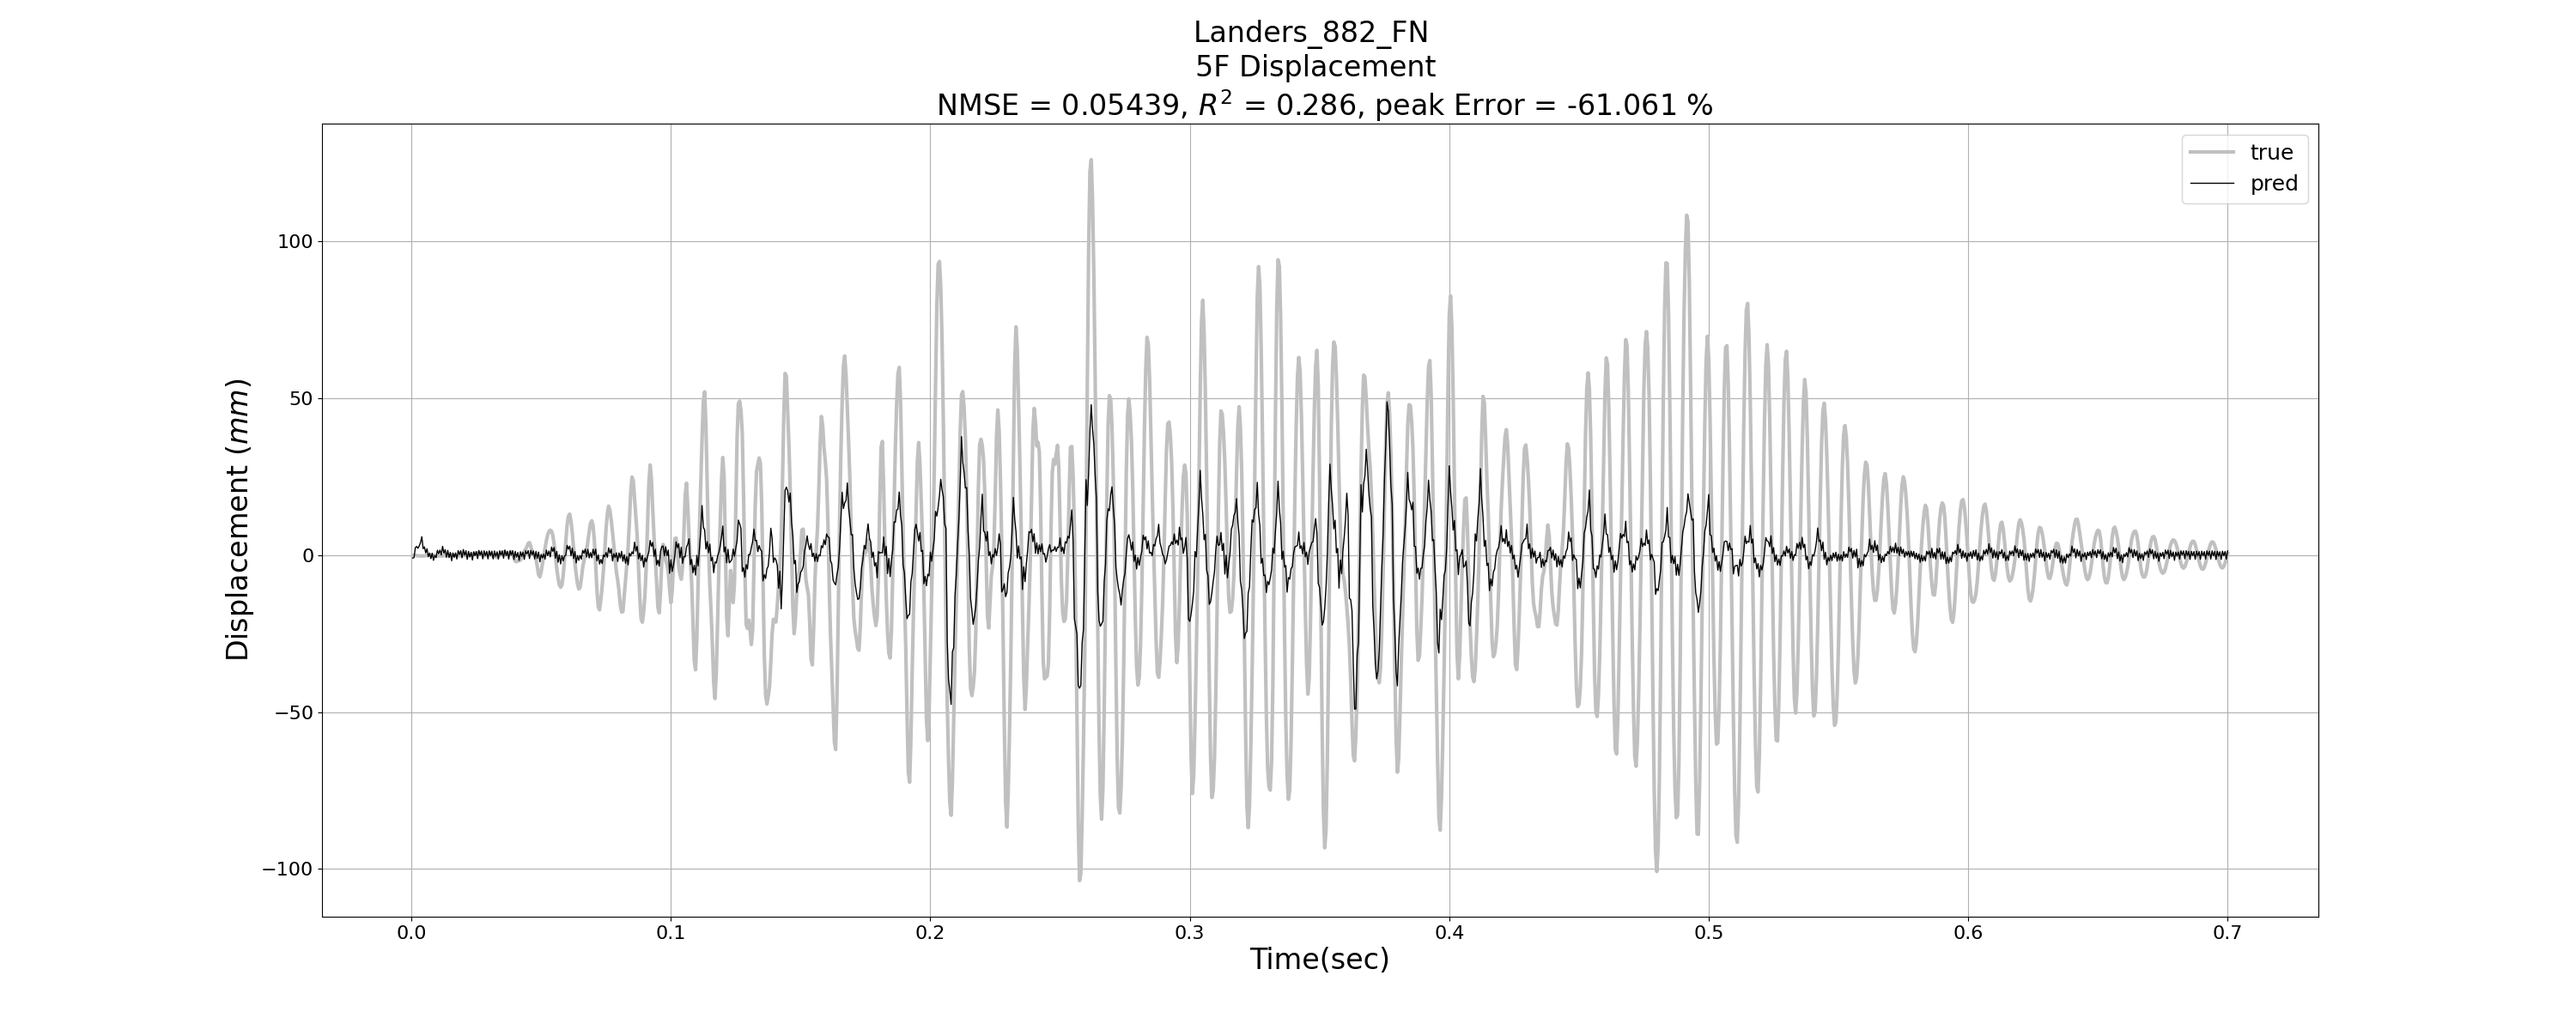 Landers_882_FN
5F Displacement
NMSE = 0.05439, R² = 0.286, peak Error = -61.061 %
true
pred
Displacement (mm)
100
50
0
−50
−100
0.0 0.1 0.2 0.3 0.4 0.5 0.6 0.7
Time(sec)